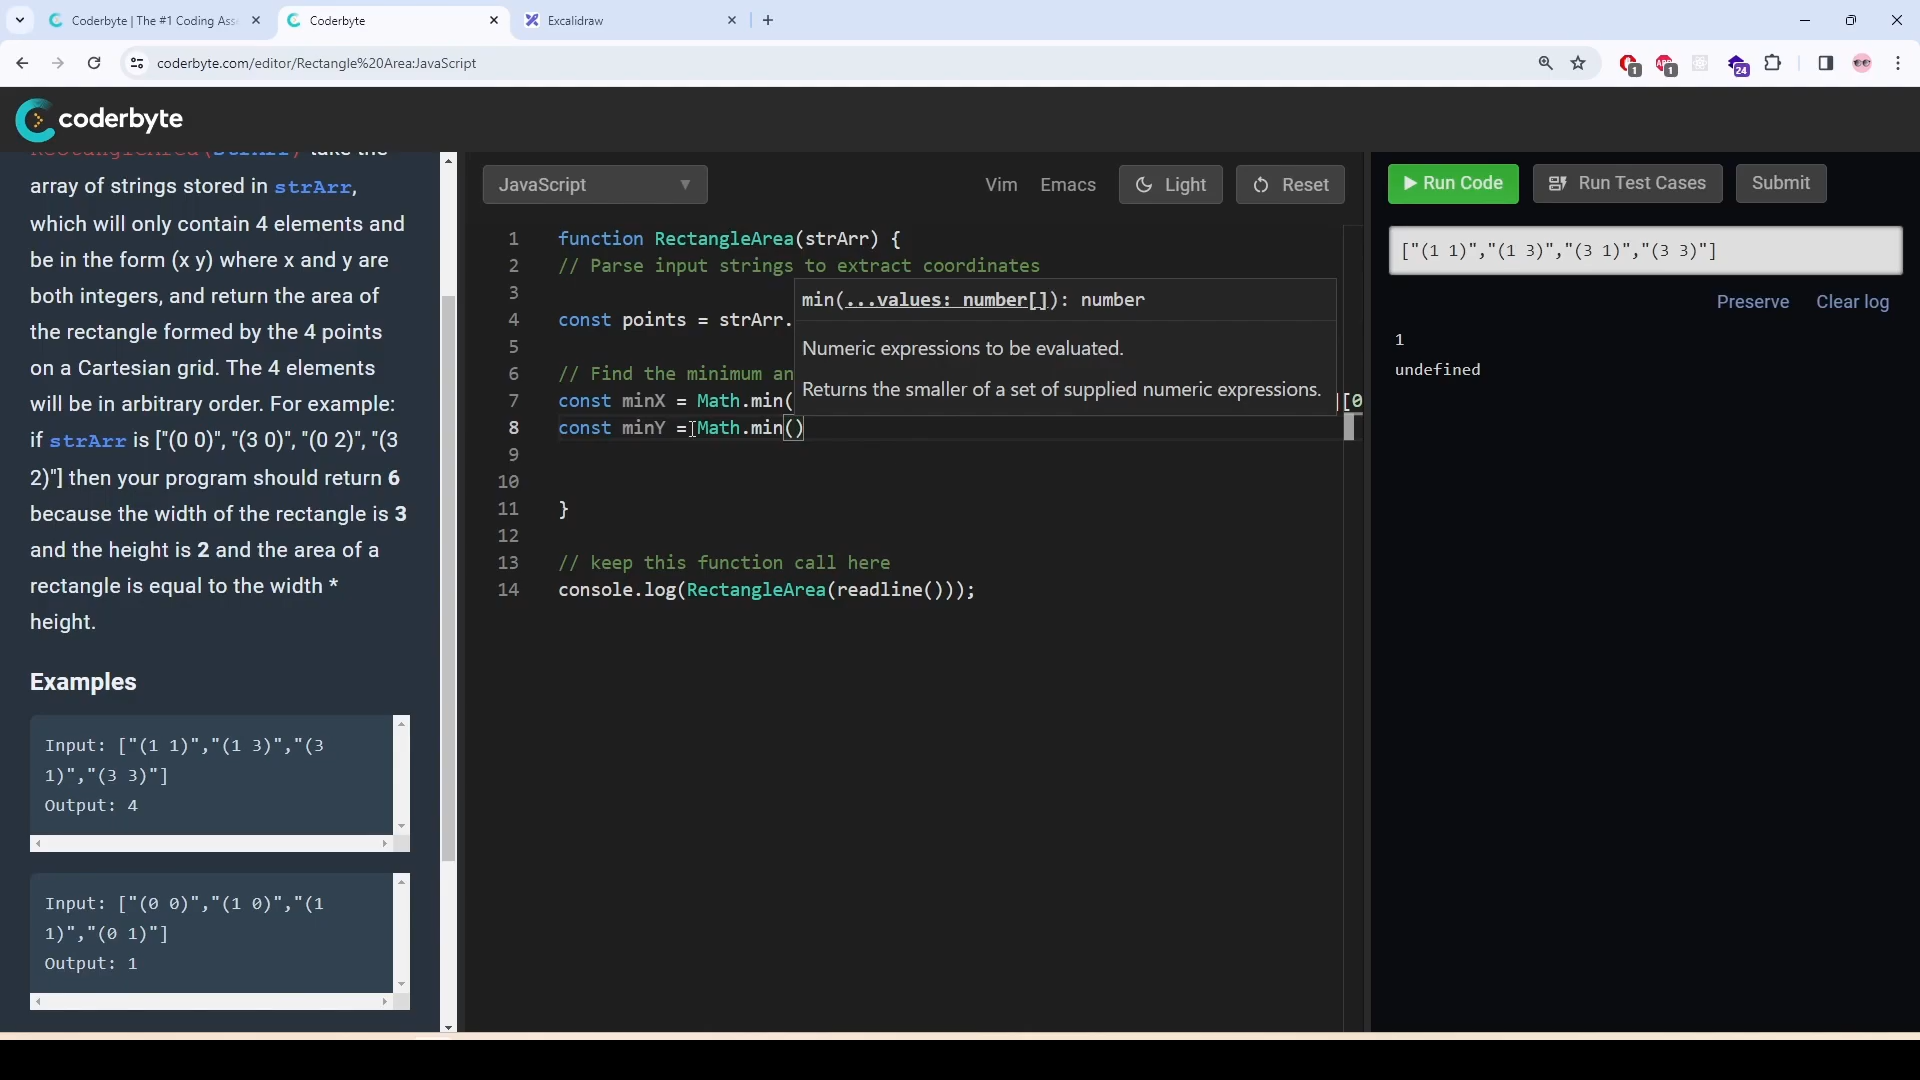 Coderbyte | The #1 Coding Ass
Coderbyte
Excalidraw
coderbyte.com/editor/Rectangle%20Area:JavaScript
1
1
24
coderbyte
take the
array of strings stored in strArr,
which will only contain 4 elements and
be in the form (x y) where x and y are
both integers, and return the area of
the rectangle formed by the 4 points
on a Cartesian grid. The 4 elements
will be in arbitrary order. For example:
if strArr is ["(0 0)", "(3 0)", "(0 2)", "(3
2)"] then your program should return 6
because the width of the rectangle is 3
and the height is 2 and the area of a
rectangle is equal to the width *
height.
Examples
Input: ["(1 1)","(1 3)","(3
1)","(3 3)"]
Output: 4
Input: ["(0 0)","(1 0)","(1
1)","(0 1)"]
Output: 1
JavaScript
Vim
Emacs
Light
Reset
1 function RectangleArea(strArr) {
2 // Parse input strings to extract coordinates
3
4 const points = strArr.
5
6 // Find the minimum an
7 const minX = Math.min( [0
8 const minY = Math.min()
9
10
11 }
12
13 // keep this function call here
14 console.log(RectangleArea(readline()));
min(...values: number[]): number
Numeric expressions to be evaluated.
Returns the smaller of a set of supplied numeric expressions.
Run Code
Run Test Cases
Submit
["(1 1)","(1 3)","(3 1)","(3 3)"]
Preserve
Clear log
1
undefined